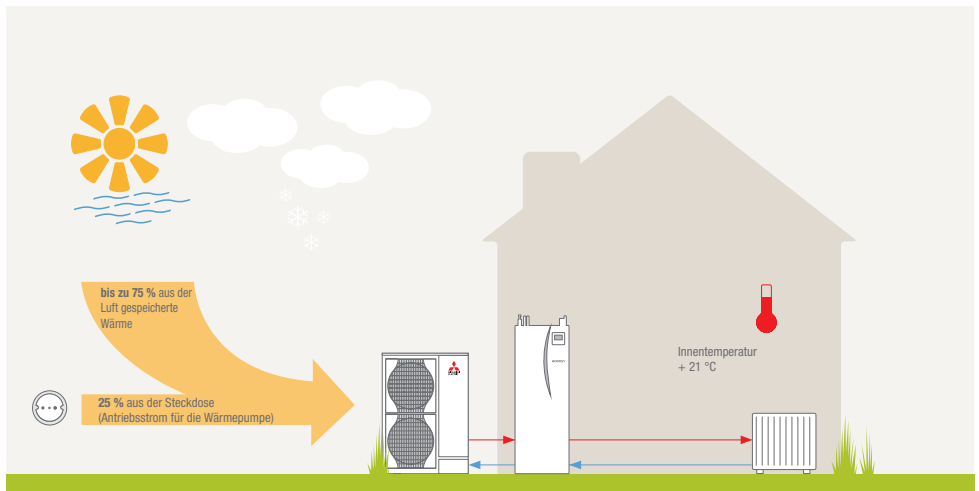 bis zu 75 % aus der
Luft gespeicherte
Wärme
25 % aus der Steckdose
(Antriebsstrom für die Wärmepumpe)
Innentemperatur
+ 21 °C